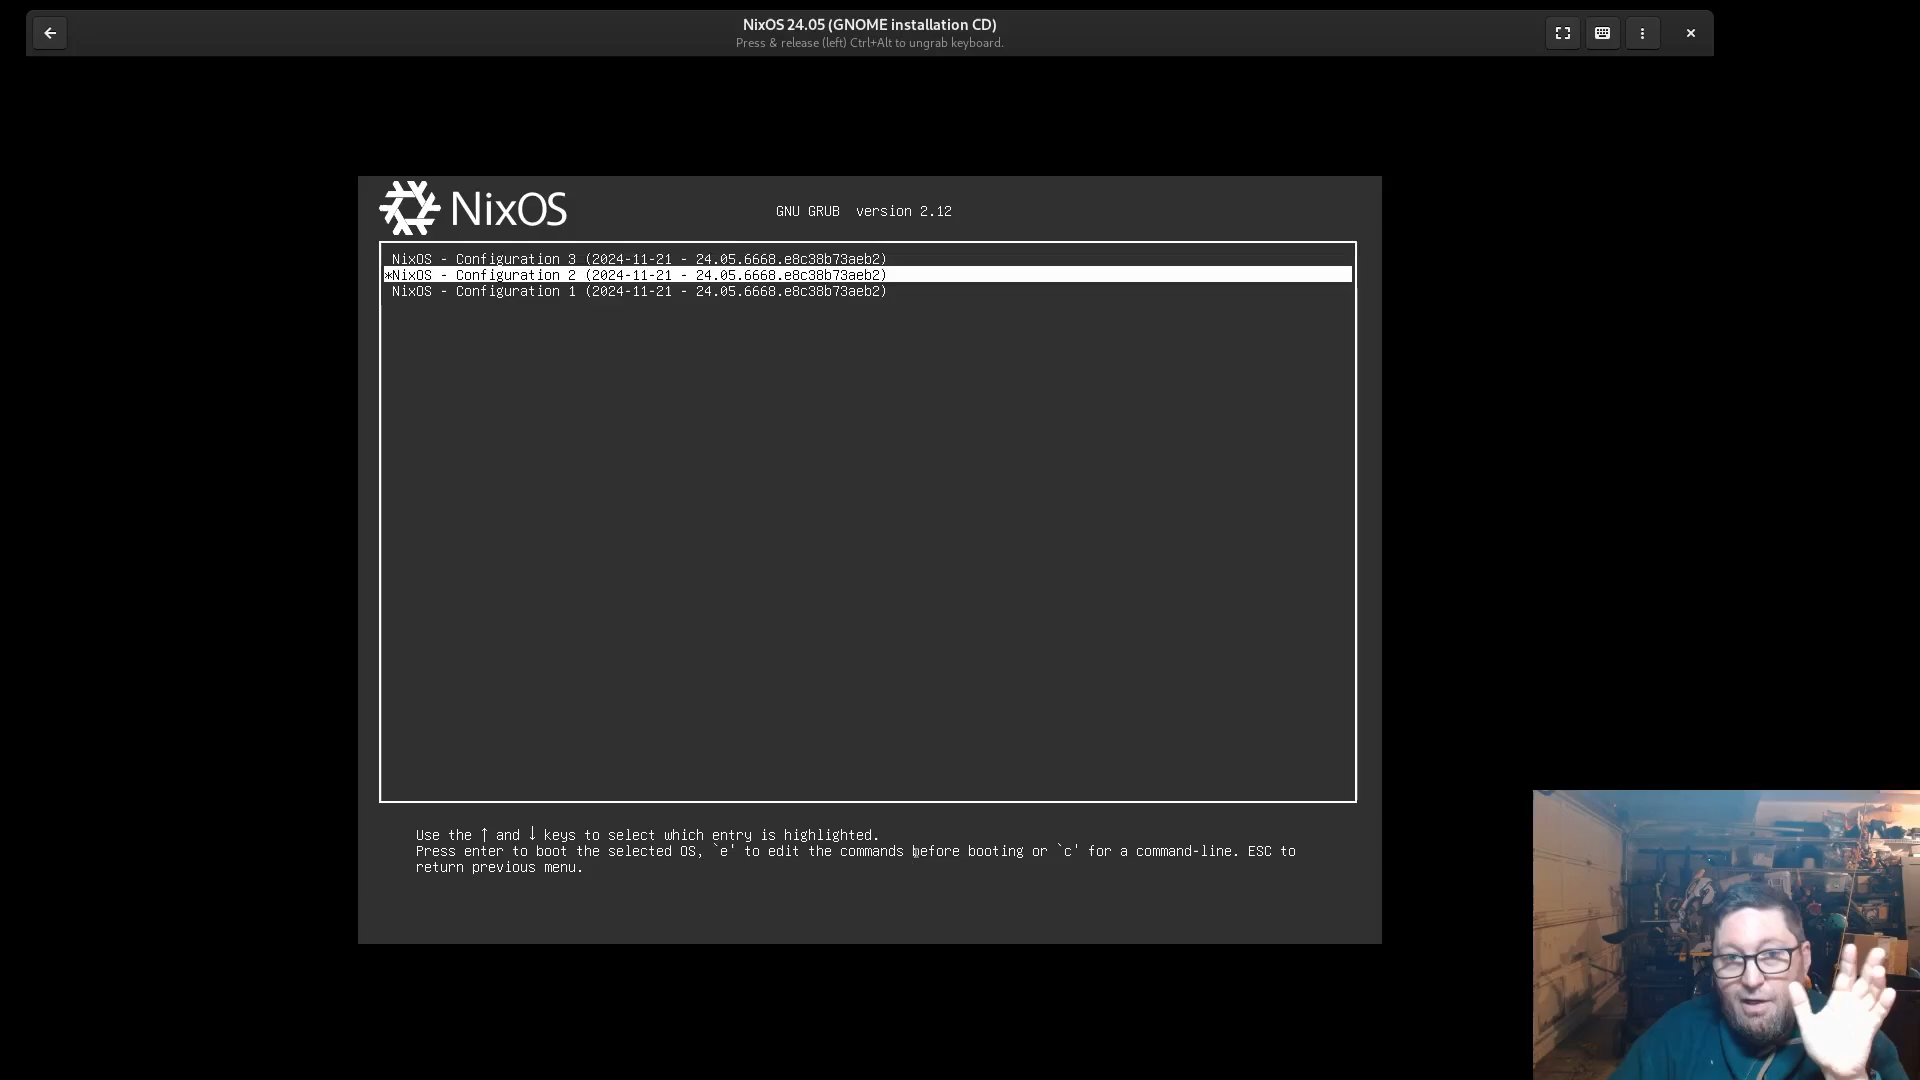 NixOS 24.05 (GNOME installation CD)
Press & release (left) Ctrl+Alt to ungrab keyboard.
NixOS
GNU GRUB version 2.12
NixOS - Configuration 3 (2024-11-21 - 24.05.6668.e8c38b73aeb2)
*NixOS - Configuration 2 (2024-11-21 - 24.05.6668.e8c38b73aeb2)
NixOS - Configuration 1 (2024-11-21 - 24.05.6668.e8c38b73aeb2)
Use the ↑ and ↓ keys to select which entry is highlighted.
Press enter to boot the selected OS, `e' to edit the commands before booting or `c' for a command-line. ESC to
return previous menu.